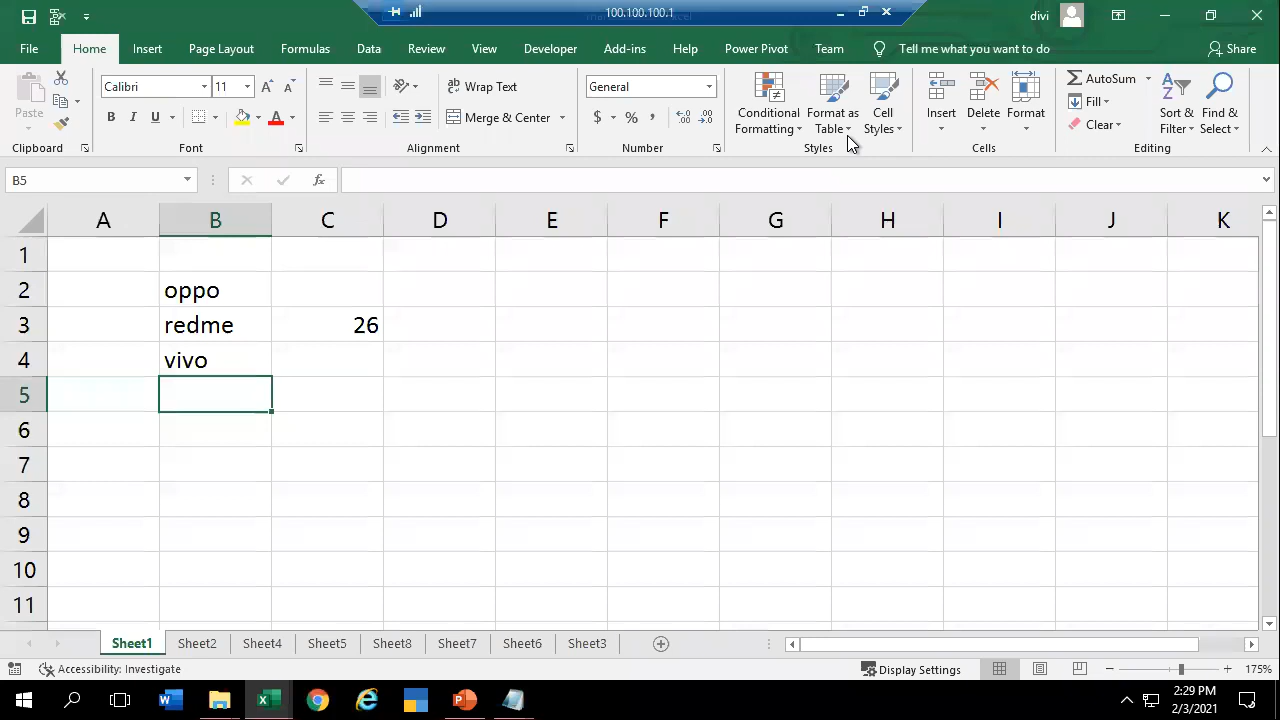 100.100.100.1
divi
File Home Insert Page Layout Formulas Data Review View Developer Add-ins Help Power Pivot Team Tell me what you want to do Share
Paste
Calibri 11
B I U A
Wrap Text
Merge & Center
General
$ % ,
Conditional Formatting
Format as Table
Cell Styles
Insert
Delete
Format
AutoSum
Fill
Clear
Sort & Filter
Find & Select
Clipboard Font Alignment Number Styles Cells Editing
B5 fx
A B C D E F G H I J K
1
2 oppo
3 redme 26
4 vivo
5
6
7
8
9
10
11
Sheet1 Sheet2 Sheet4 Sheet5 Sheet8 Sheet7 Sheet6 Sheet3
Accessibility: Investigate Display Settings 175%
2:29 PM
2/3/2021